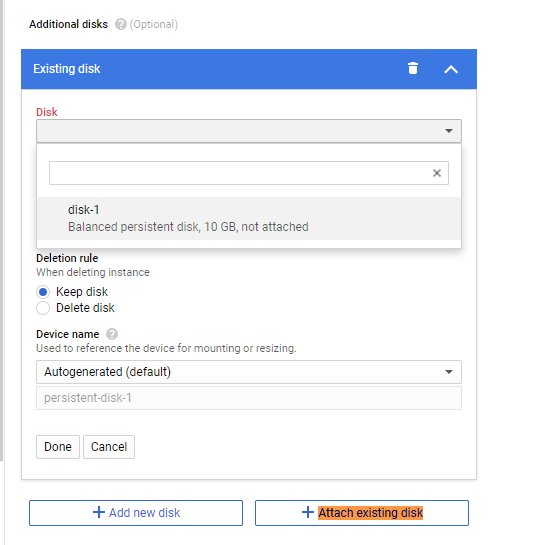 Additional disks (Optional)
Existing disk
Disk
disk-1
Balanced persistent disk, 10 GB, not attached
Deletion rule
When deleting instance
Keep disk
Delete disk
Device name
Used to reference the device for mounting or resizing.
Autogenerated (default)
persistent-disk-1
Done Cancel
Add new disk Attach existing disk